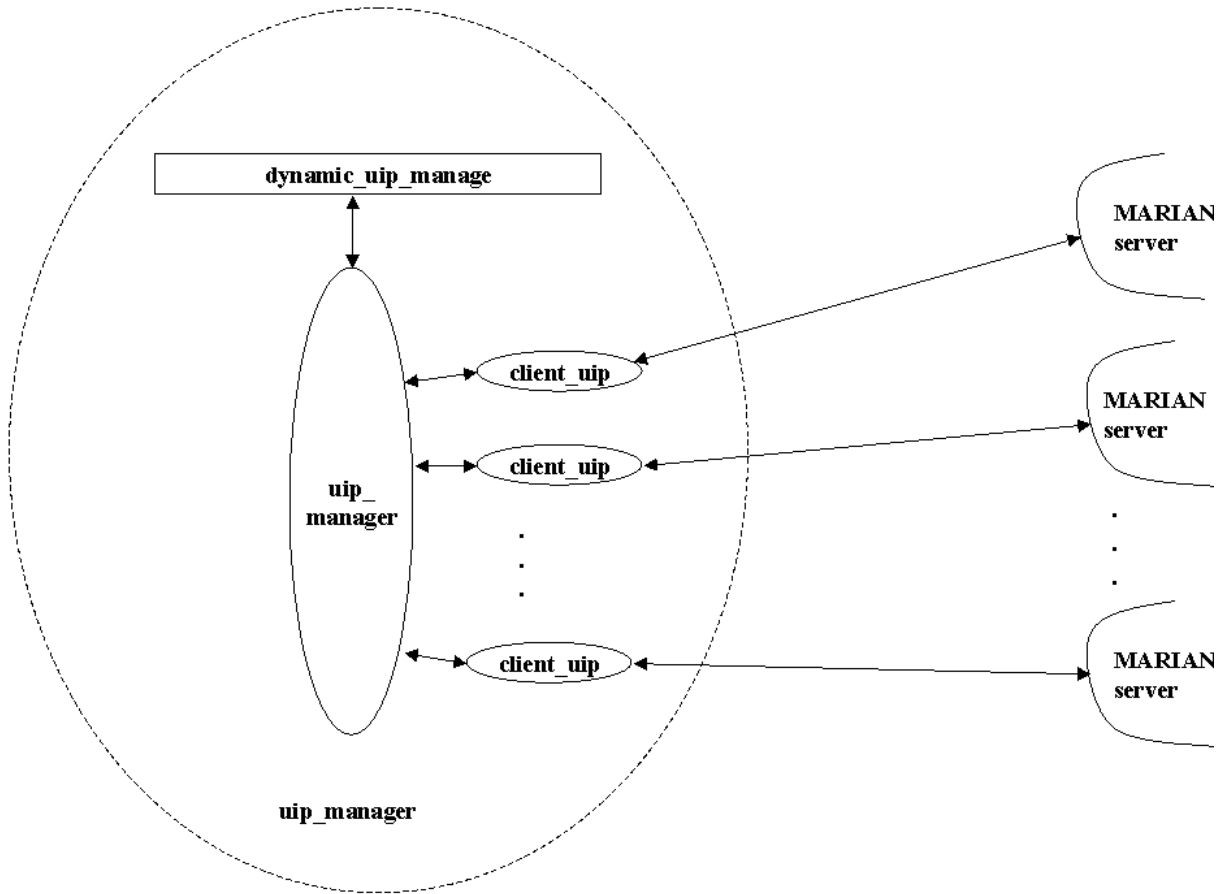 dynamic_uip_manage
MARIAN
server
client_uip
MARIAN
server
client_uip
uip_
manager
client_uip
MARIAN
server
uip_manager